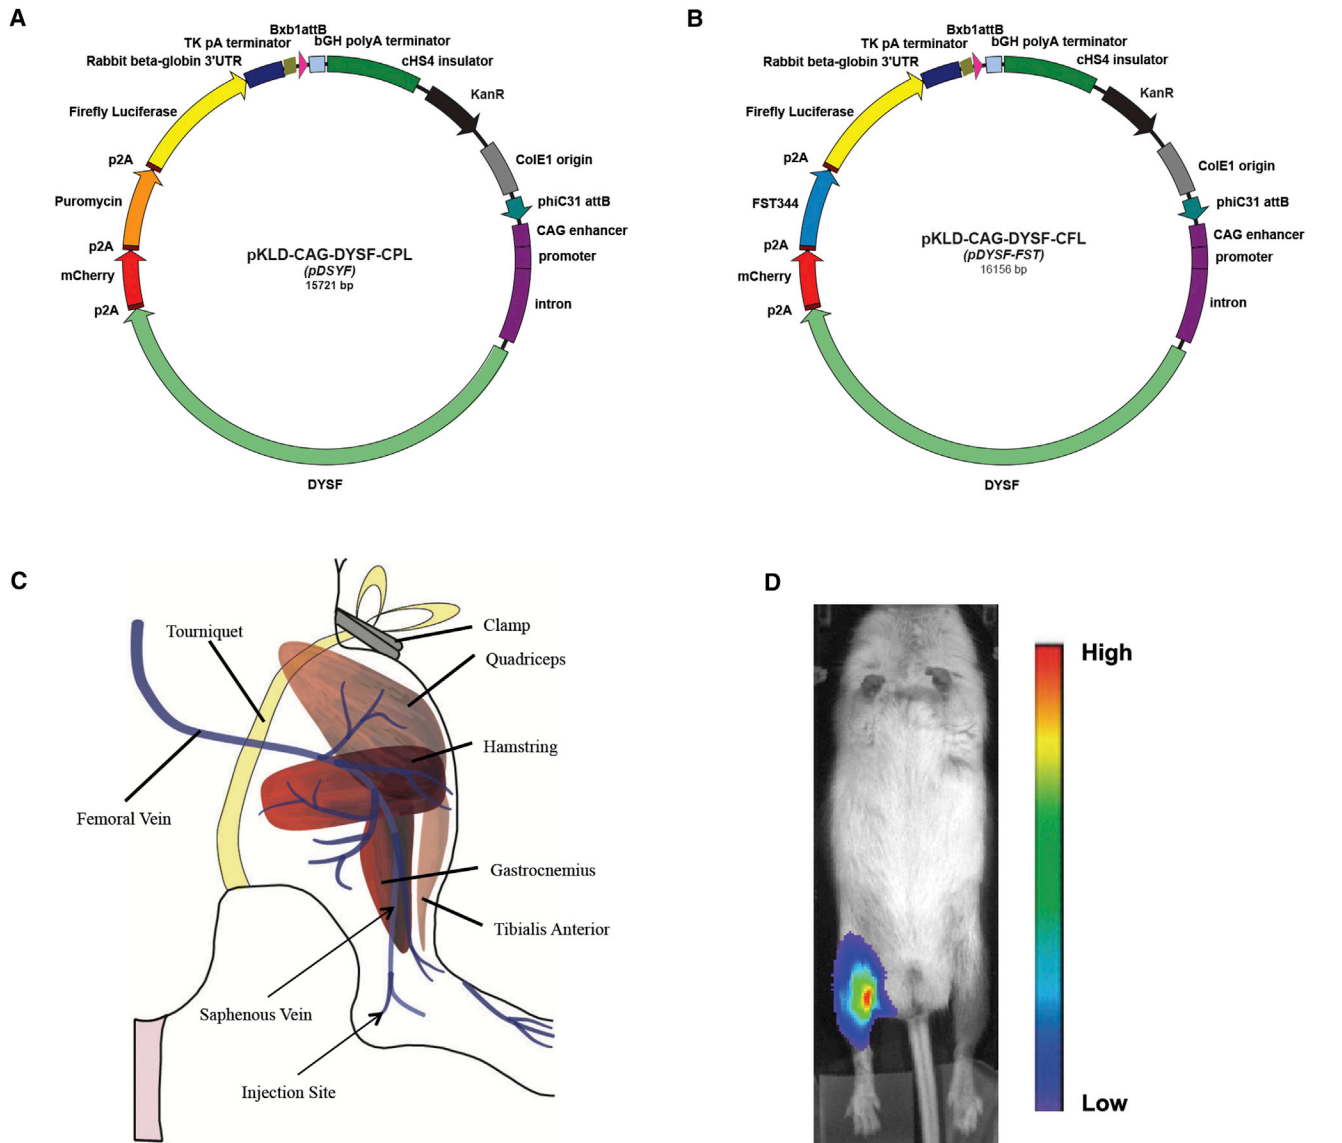 A
Bxb1attB
TK pA terminator
bGH polyA terminator
Rabbit beta-globin 3'UTR
cHS4 insulator
KanR
Firefly Luciferase
ColE1 origin
p2A
phiC31 attB
Puromycin
CAG enhancer
p2A
promoter
mCherry
intron
p2A
pKLD-CAG-DYSF-CPL
(pDSYF)
15721 bp
DYSF
B
Bxb1attB
TK pA terminator
bGH polyA terminator
Rabbit beta-globin 3'UTR
cHS4 insulator
KanR
Firefly Luciferase
ColE1 origin
p2A
phiC31 attB
FST344
CAG enhancer
p2A
promoter
mCherry
intron
p2A
pKLD-CAG-DYSF-CFL
(pDYSF-FST)
16156 bp
DYSF
C
Tourniquet
Clamp
Quadriceps
Hamstring
Femoral Vein
Gastrocnemius
Tibialis Anterior
Saphenous Vein
Injection Site
D
High
Low